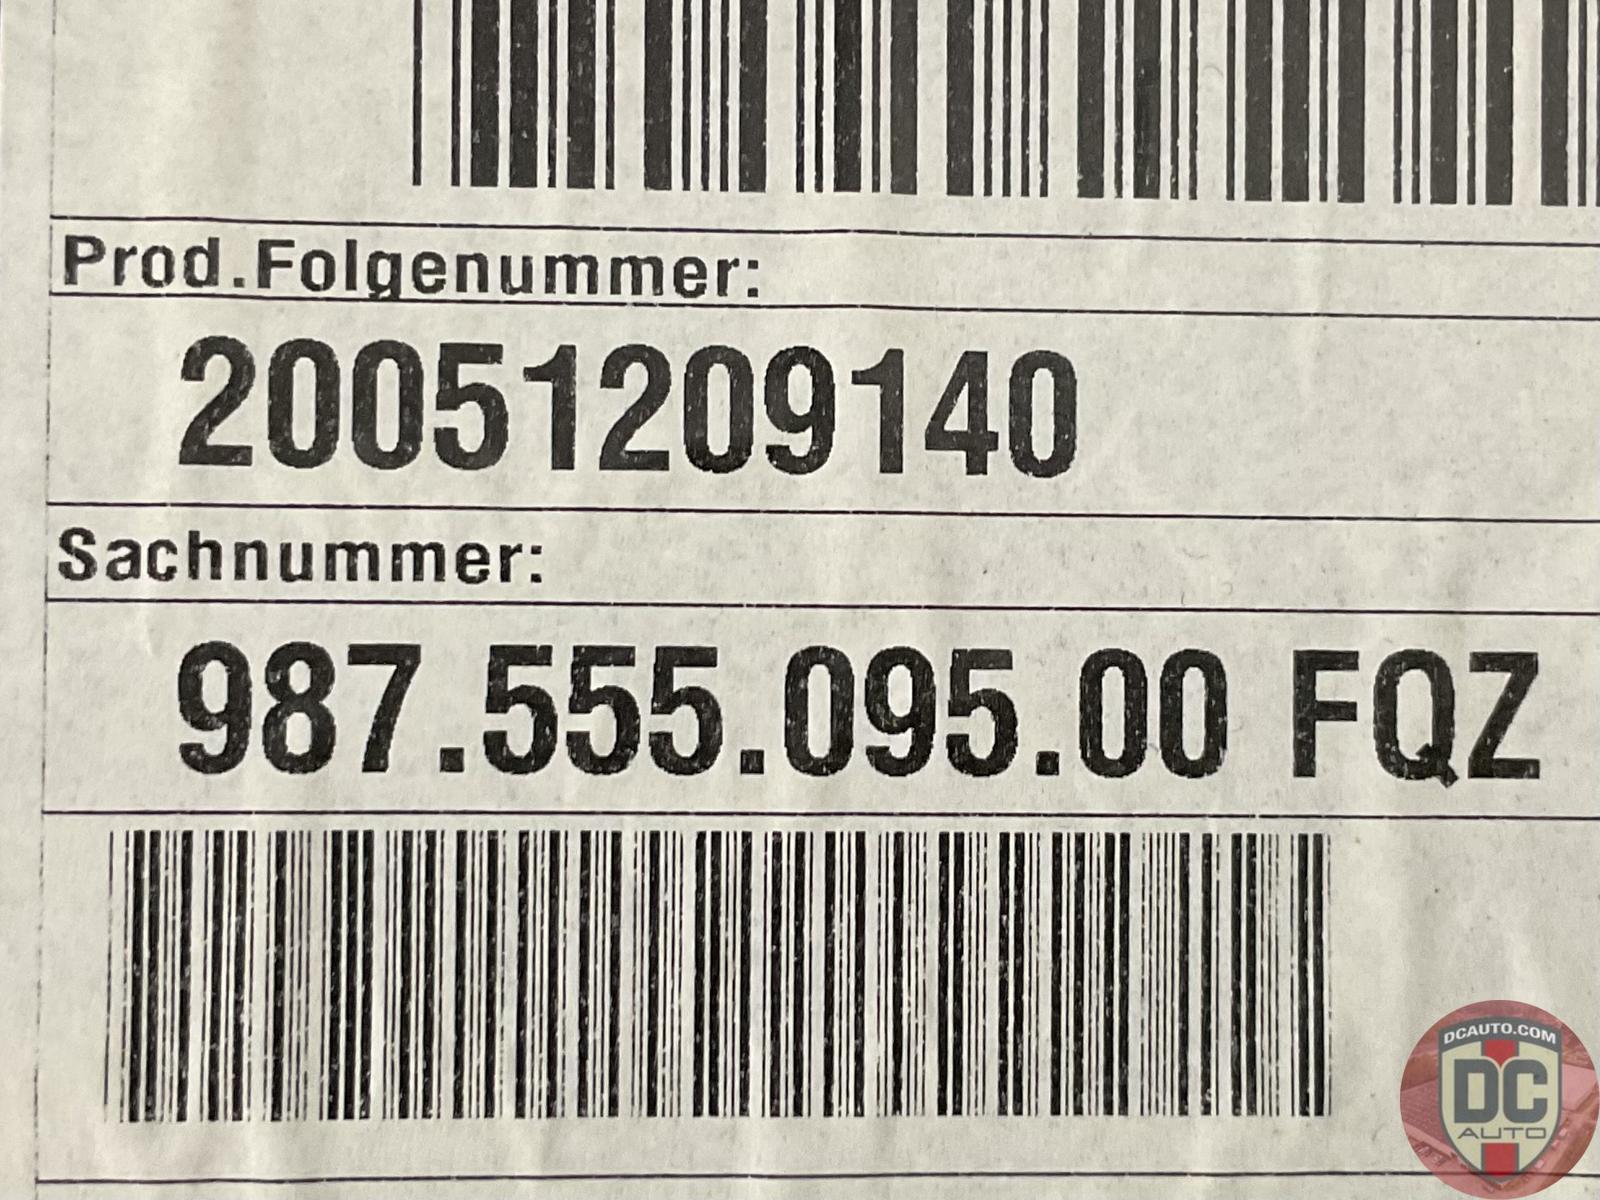 Prod.Folgenummer:
20051209140
Sachnummer:
987.555.095.00 FQZ
DCAUTO.COM
DC
AUTO